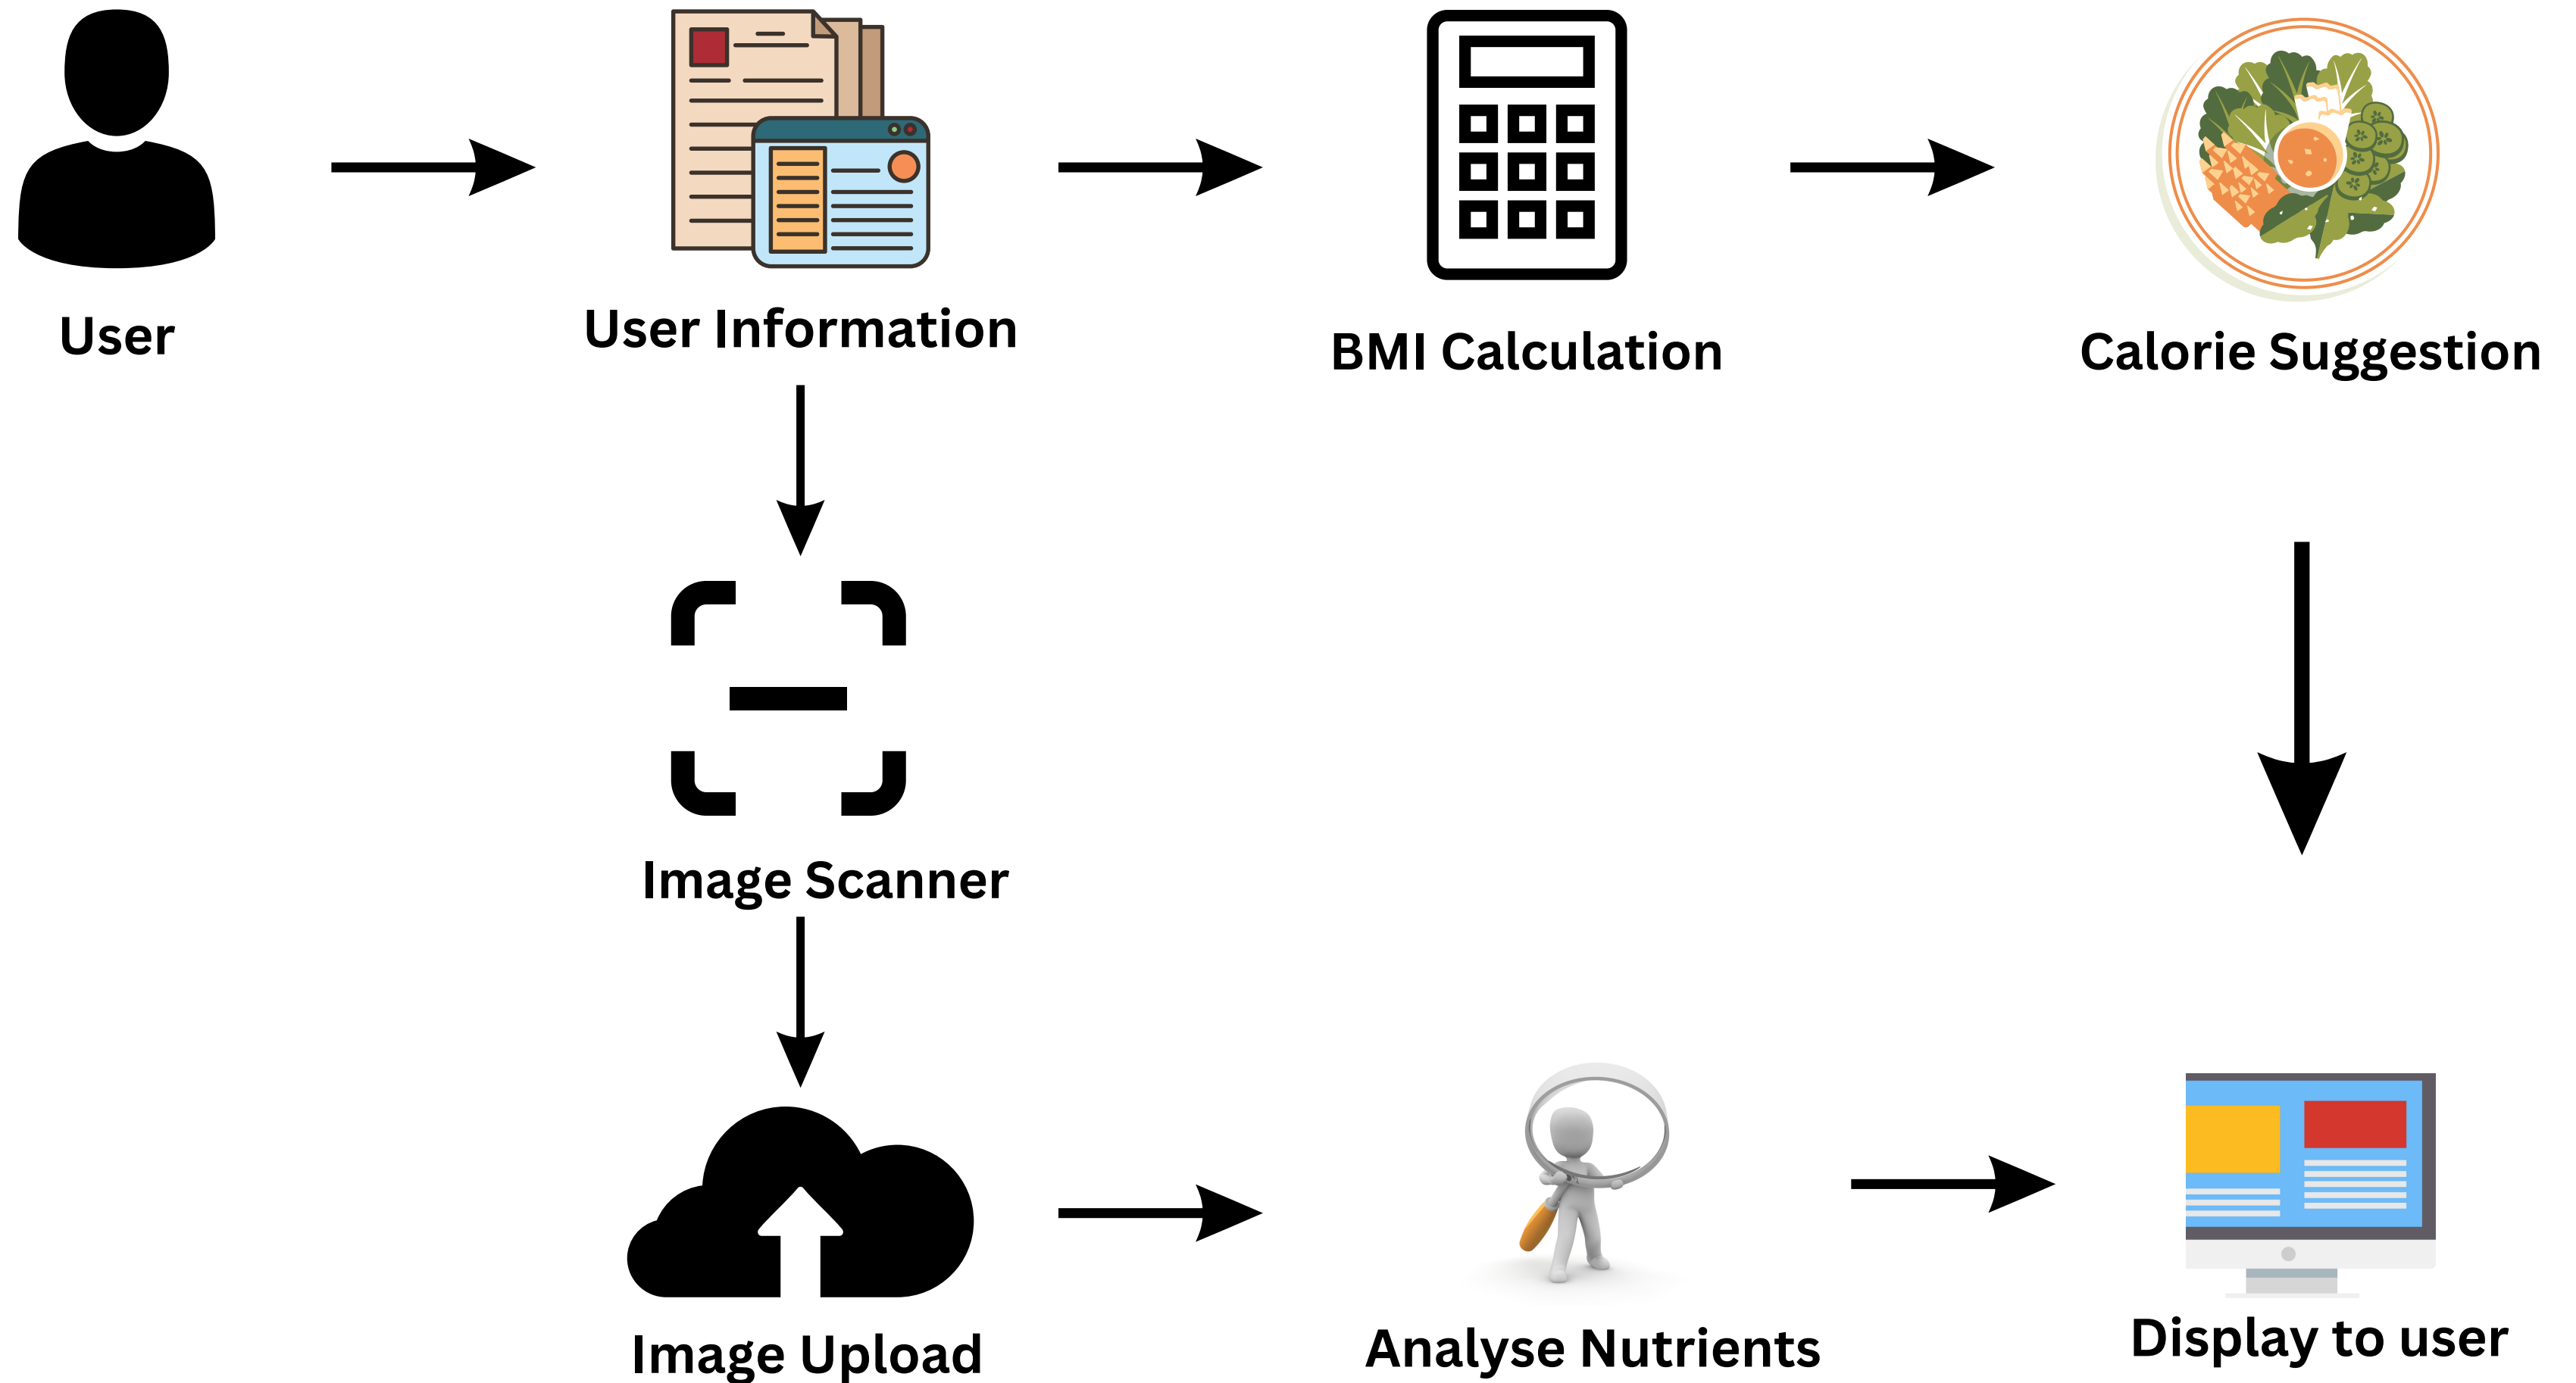 User
User Information
BMI Calculation
Calorie Suggestion
Image Scanner
Image Upload
Analyse Nutrients
Display to user